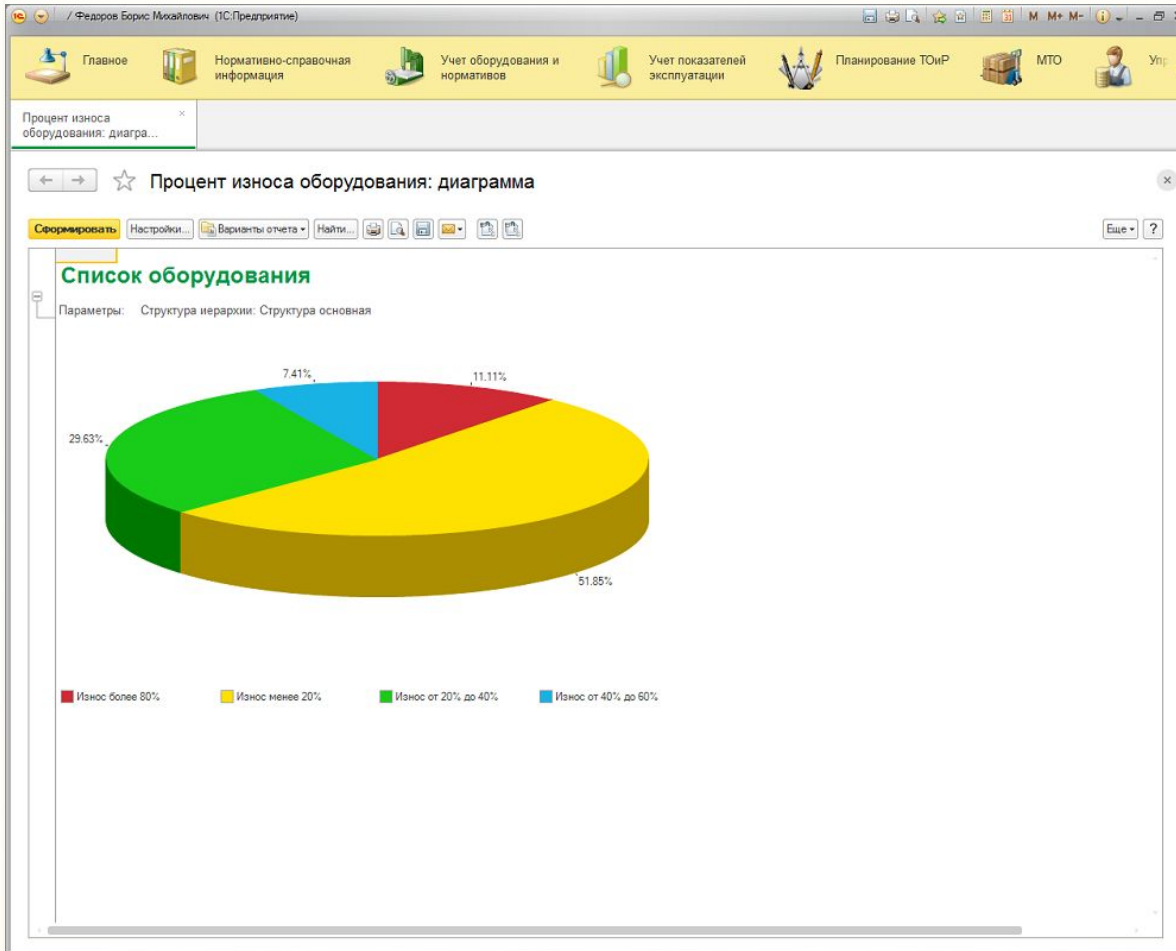 / Федоров Борис Михайлович (1С:Предприятие)
M M+ M-
Главное
Нормативно-справочная
информация
Учет оборудования и
нормативов
Учет показателей
эксплуатации
Планирование ТОиР
МТО
Процент износа
оборудования: диагра...
Процент износа оборудования: диаграмма
Сформировать Настройки... Варианты отчета Найти... Еще ?
Список оборудования
Параметры: Структура иерархии: Структура основная
7.41% 11.11%
29.63%
51.85%
Износ более 80% Износ менее 20% Износ от 20% до 40% Износ от 40% до 60%